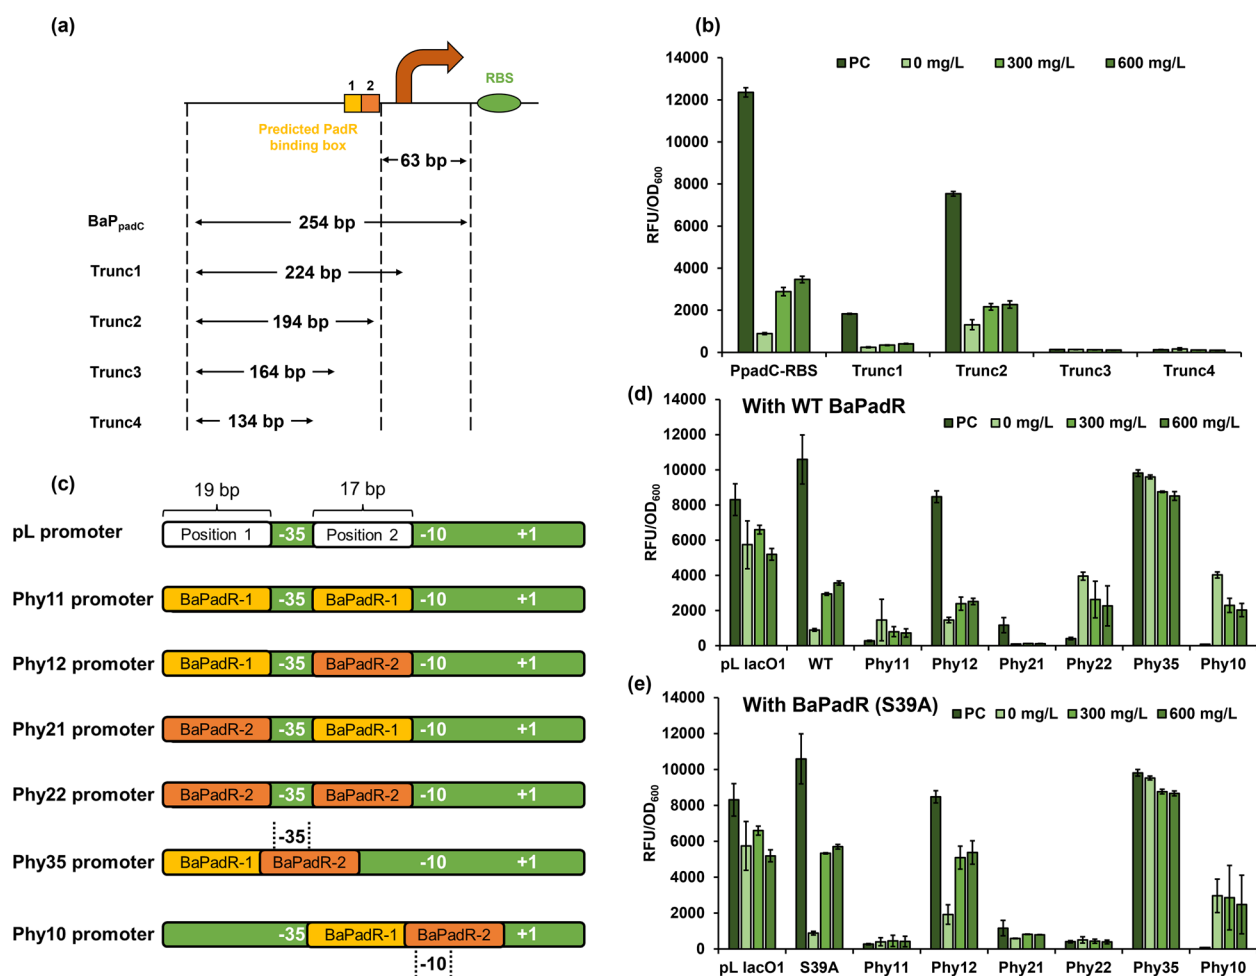 (a)
1 2
RBS
Predicted PadR
binding box
63 bp
BaPpadC
254 bp
Trunc1
224 bp
Trunc2
194 bp
Trunc3
164 bp
Trunc4
134 bp
(b)
PC 0 mg/L 300 mg/L 600 mg/L
RFU/OD600
14000
12000
10000
8000
6000
4000
2000
0
PpadC-RBS Trunc1 Trunc2 Trunc3 Trunc4
(c)
19 bp 17 bp
pL promoter Position 1 -35 Position 2 -10 +1
Phy11 promoter BaPadR-1 -35 BaPadR-1 -10 +1
Phy12 promoter BaPadR-1 -35 BaPadR-2 -10 +1
Phy21 promoter BaPadR-2 -35 BaPadR-1 -10 +1
Phy22 promoter BaPadR-2 -35 BaPadR-2 -10 +1
-35
Phy35 promoter BaPadR-1 BaPadR-2 -10 +1
Phy10 promoter -35 BaPadR-1 BaPadR-2 +1
-10
(d)
With WT BaPadR
PC 0 mg/L 300 mg/L 600 mg/L
RFU/OD600
14000
12000
10000
8000
6000
4000
2000
0
pL lacO1 WT Phy11 Phy12 Phy21 Phy22 Phy35 Phy10
(e)
With BaPadR (S39A)
PC 0 mg/L 300 mg/L 600 mg/L
RFU/OD600
14000
12000
10000
8000
6000
4000
2000
0
pL lacO1 S39A Phy11 Phy12 Phy21 Phy22 Phy35 Phy10